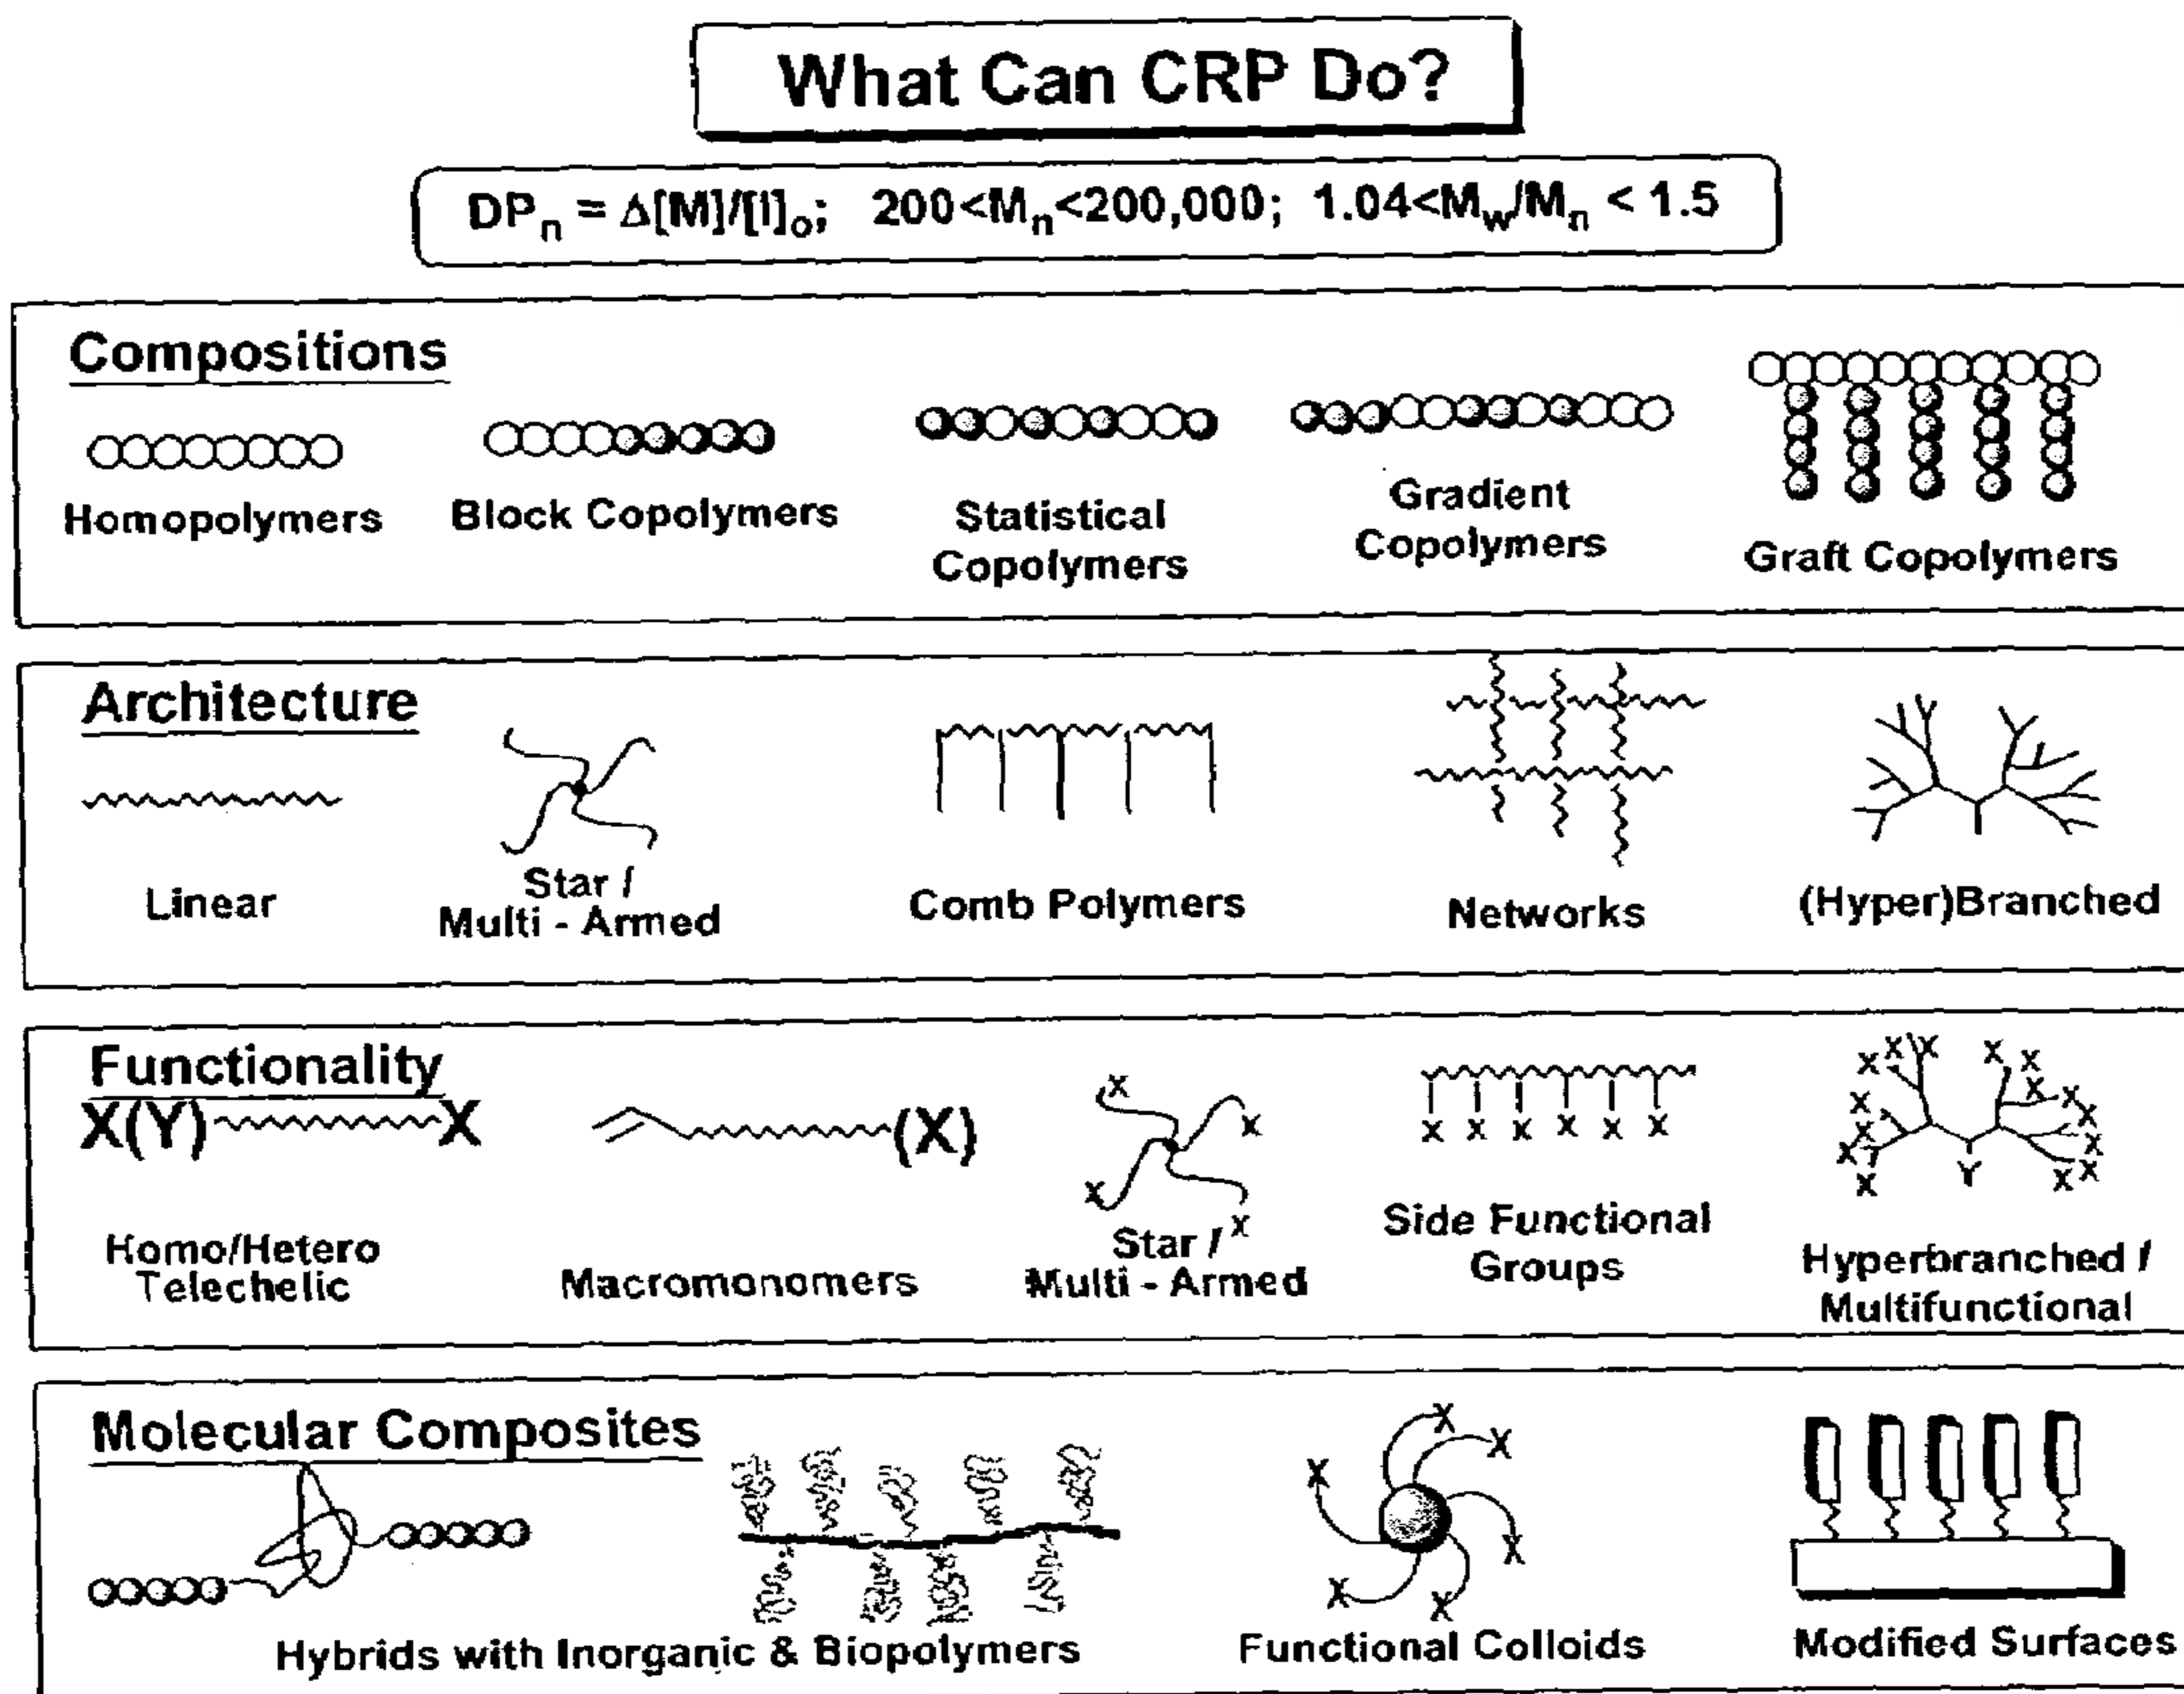 What Can CRP Do?
DPn = Δ[M]/[I]o; 200<Mn<200,000; 1.04<Mw/Mn < 1.5
Compositions
Homopolymers
Block Copolymers
Statistical
Copolymers
Gradient
Copolymers
Graft Copolymers
Architecture
Linear
Star /
Multi - Armed
Comb Polymers
Networks
(Hyper)Branched
Functionality
X(Y) X
(X)
X
X
X
X
X X X X X X
X X X X X
X X X
X X X
X X X
X Y X X
Homo/Hetero
Telechelic
Macromonomers
Star /
Multi - Armed
Side Functional
Groups
Hyperbranched /
Multifunctional
Molecular Composites
X
X
X
X
X
X
Hybrids with Inorganic & Biopolymers
Functional Colloids
Modified Surfaces